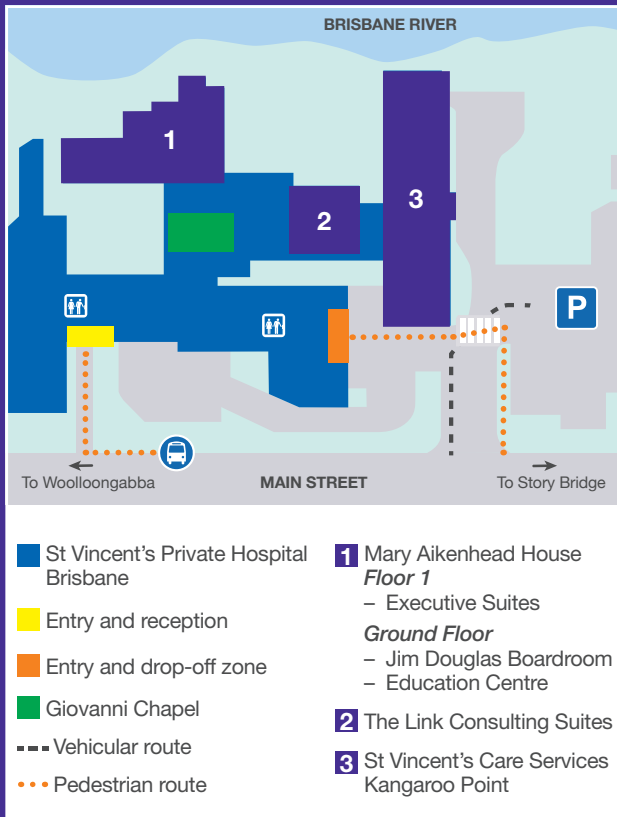 BRISBANE RIVER
1
2
3
P
To Woolloongabba
MAIN STREET
To Story Bridge
St Vincent's Private Hospital
Brisbane
Entry and reception
Entry and drop-off zone
Giovanni Chapel
Vehicular route
Pedestrian route
1 Mary Aikenhead House
Floor 1
– Executive Suites
Ground Floor
– Jim Douglas Boardroom
– Education Centre
2 The Link Consulting Suites
3 St Vincent's Care Services
Kangaroo Point